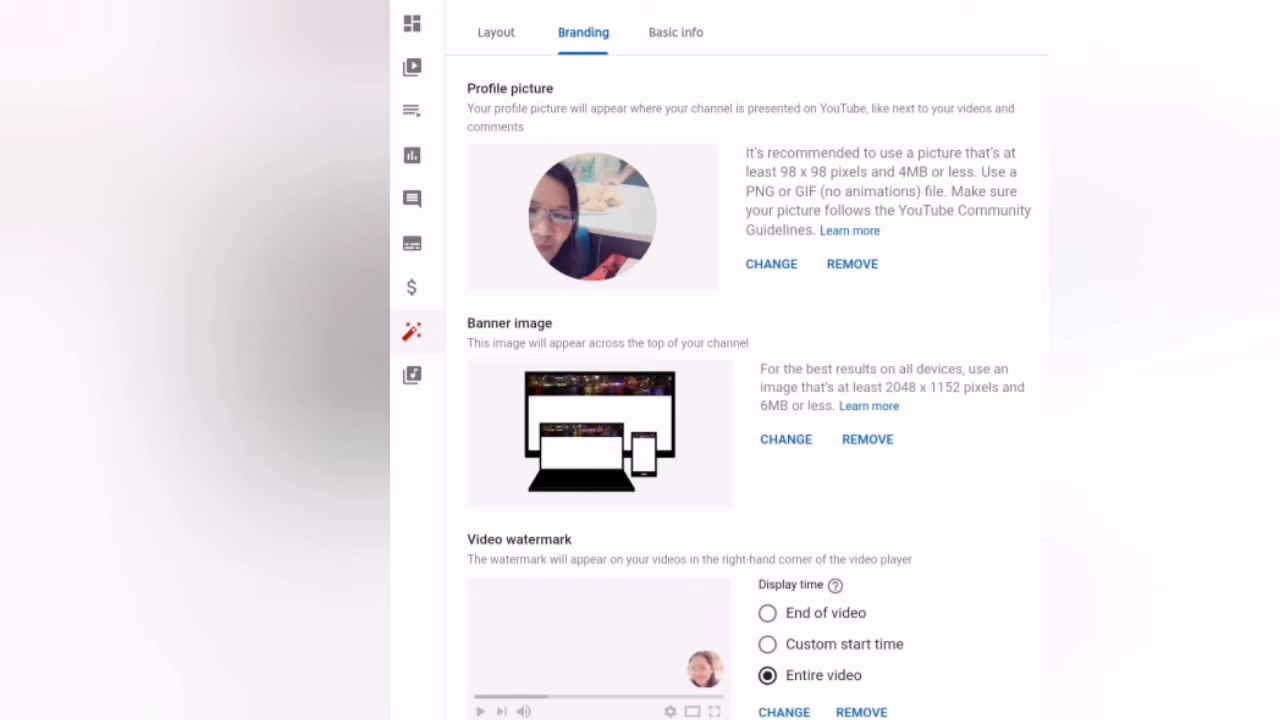 Layout
Branding
Basic info
Profile picture
Your profile picture will appear where your channel is presented on YouTube, like next to your videos and
comments
It's recommended to use a picture that's at
least 98 x 98 pixels and 4MB or less. Use a
PNG or GIF (no animations) file. Make sure
your picture follows the YouTube Community
Guidelines. Learn more
CHANGE
REMOVE
Banner image
This image will appear across the top of your channel
For the best results on all devices, use an
image that's at least 2048 x 1152 pixels and
6MB or less. Learn more
CHANGE
REMOVE
Video watermark
The watermark will appear on your videos in the right-hand corner of the video player
Display time
End of video
Custom start time
Entire video
CHANGE
REMOVE